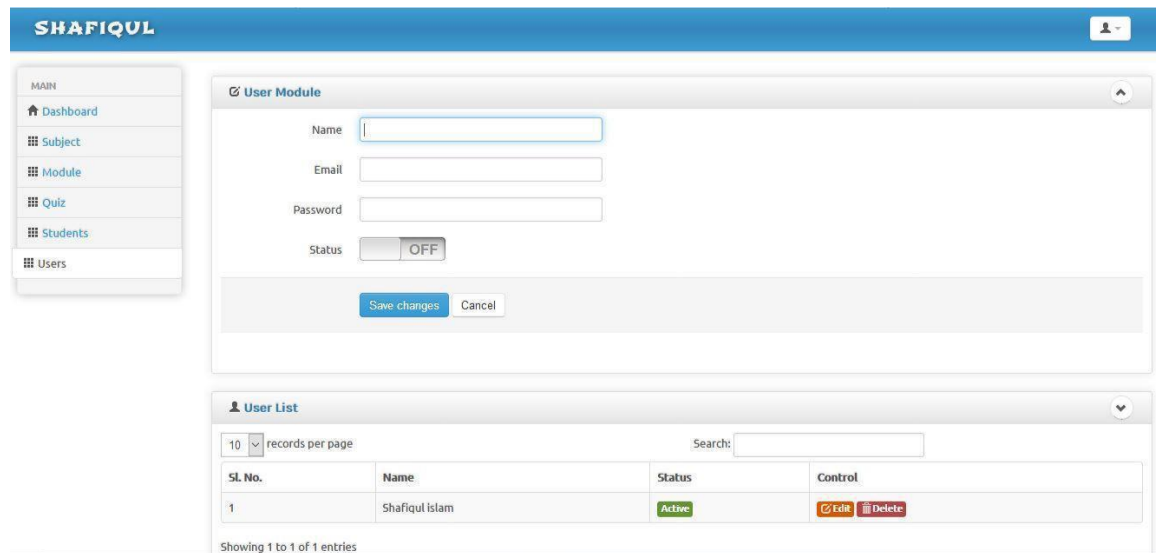 SHAFIQUL
MAIN
Dashboard
Subject
Module
Quiz
Students
Users
User Module
Name
Email
Password
Status OFF
Save changes Cancel
User List
10 records per page Search:
Sl. No. Name Status Control
1 Shafiqul islam Active Edit Delete
Showing 1 to 1 of 1 entries